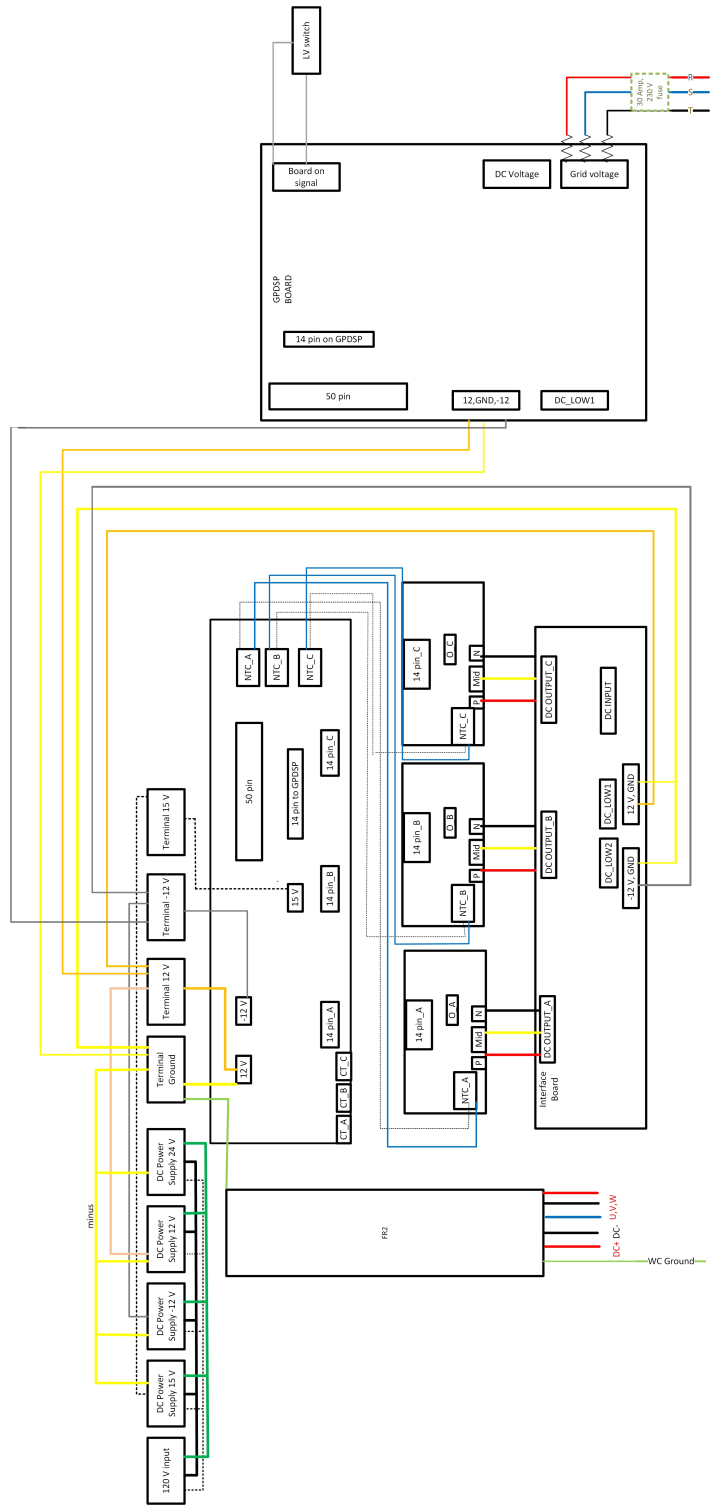 LV switch
30 Amp,
230 V
fuse
R
S
T
Board on
signal
DC Voltage
Grid voltage
GPDSP
BOARD
14 pin on GPDSP
50 pin
12,GND,-12
DC_LOW1
NTC_A
NTC_B
NTC_C
50 pin
14 pin to GPDSP
14 pin_C
15 V
14 pin_B
-12 V
14 pin_A
12 V
CT_C
CT_B
CT_A
14 pin_C
O_C
N
Mid
P
NTC_C
14 pin_B
O_B
N
Mid
P
NTC_B
14 pin_A
O_A
N
Mid
P
NTC_A
DC OUTPUT_C
DC INPUT
DC_LOW1
12 V, GND
DC OUTPUT_B
DC_LOW2
-12 V, GND
DC OUTPUT_A
Interface
Board
Terminal 15 V
Terminal -12 V
Terminal 12 V
Terminal
Ground
DC Power
Supply 24 V
minus
DC Power
Supply 12 V
DC Power
Supply -12 V
DC Power
Supply 15 V
120 V input
FR2
U,V,W
DC+ DC-
WC Ground